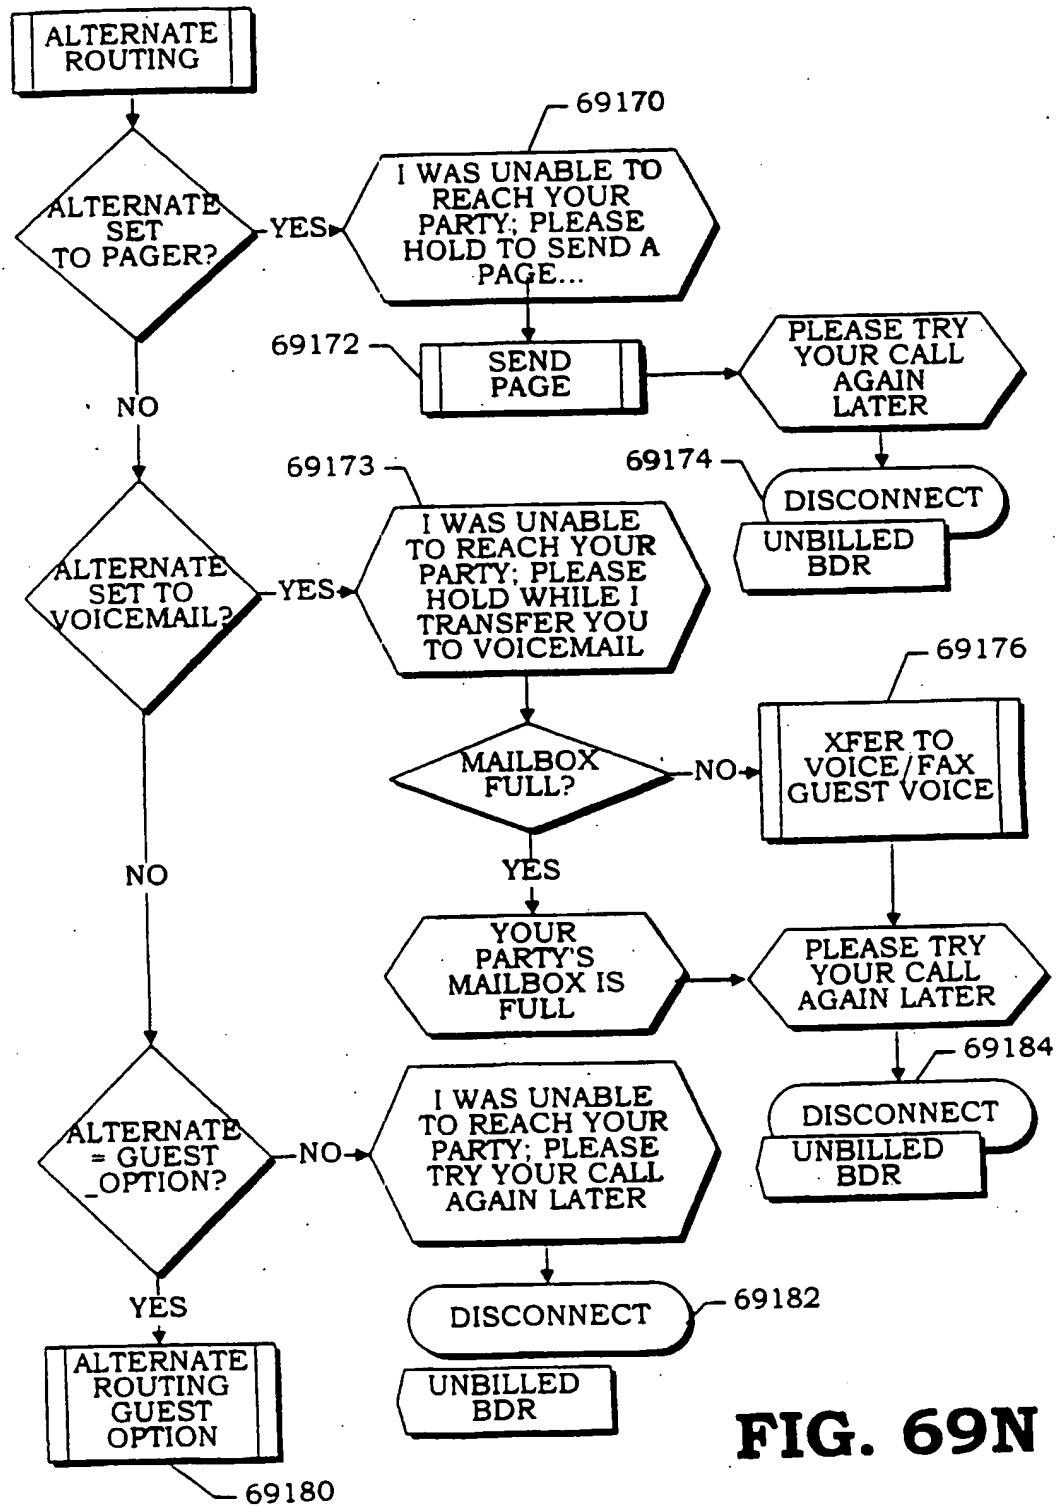 ALTERNATE
ROUTING
69170
I WAS UNABLE TO
REACH YOUR
PARTY; PLEASE
HOLD TO SEND A
PAGE...
ALTERNATE
SET
TO PAGER?
YES
69172
SEND
PAGE
PLEASE TRY
YOUR CALL
AGAIN
LATER
NO
69173
69174
DISCONNECT
UNBILLED
BDR
I WAS UNABLE
TO REACH YOUR
PARTY; PLEASE
HOLD WHILE I
TRANSFER YOU
TO VOICEMAIL
ALTERNATE
SET TO
VOICEMAIL?
YES
69176
MAILBOX
FULL?
NO
XFER TO
VOICE/FAX
GUEST VOICE
YES
NO
YOUR
PARTY'S
MAILBOX IS
FULL
PLEASE TRY
YOUR CALL
AGAIN LATER
69184
DISCONNECT
UNBILLED
BDR
ALTERNATE
= GUEST
_OPTION?
NO
I WAS UNABLE
TO REACH YOUR
PARTY; PLEASE
TRY YOUR CALL
AGAIN LATER
YES
DISCONNECT
69182
UNBILLED
BDR
ALTERNATE
ROUTING
GUEST
OPTION
69180
FIG. 69N